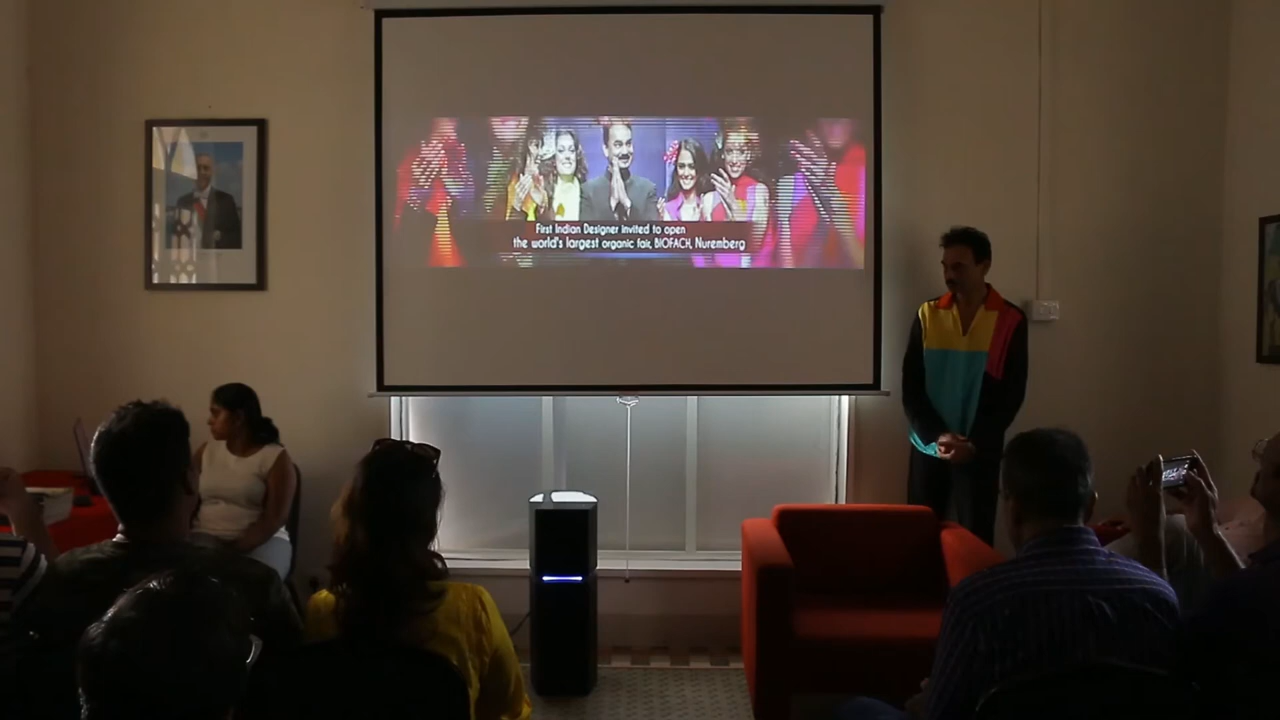 First Indian Designer invited to open
the world's largest organic fair, BIOFACH, Nuremberg